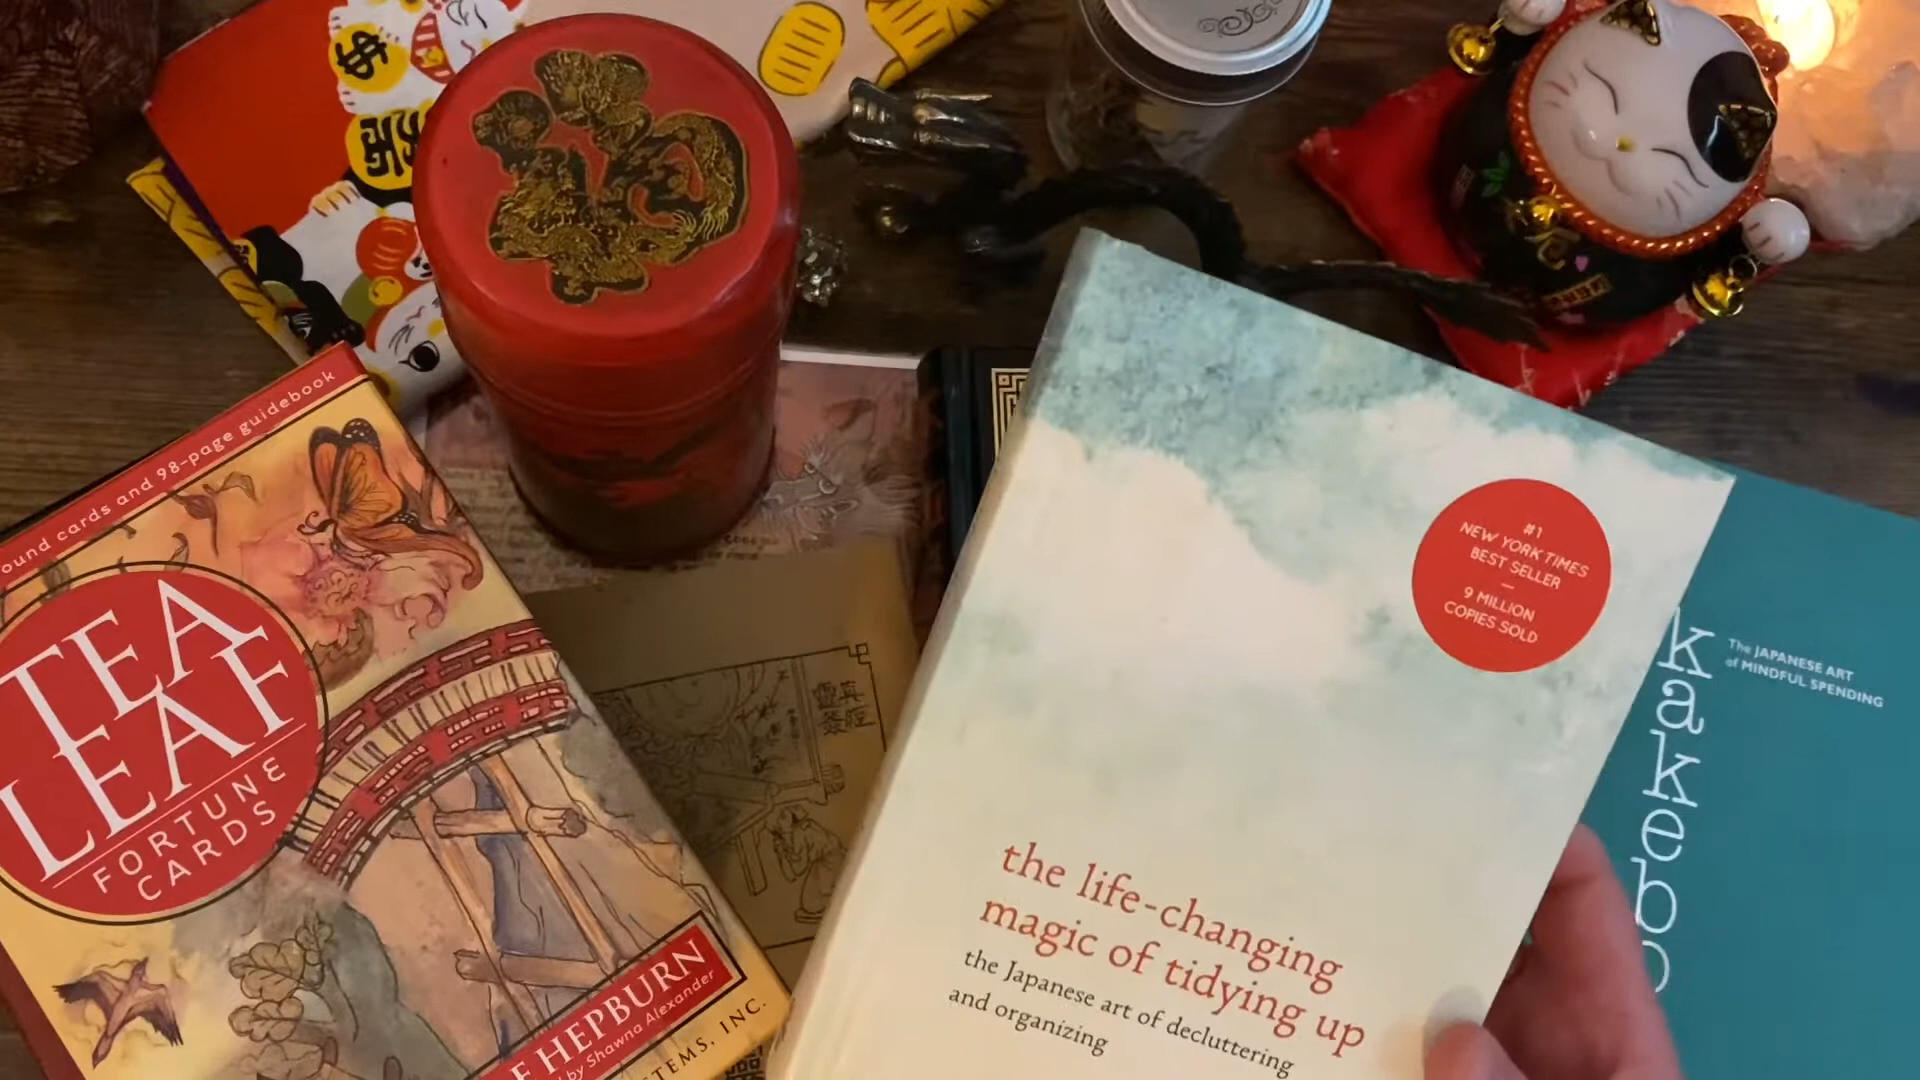 ound cards and 98-page guidebook
TEA
LEAF
FORTUNE
CARDS
HEPBURN
by Shawna Alexander
STEMS, INC.
$
#1
NEW YORK TIMES
BEST SELLER
9 MILLION
COPIES SOLD
the life-changing
magic of tidying up
the Japanese art of decluttering
and organizing
kakebo
The JAPANESE ART
of MINDFUL SPENDING